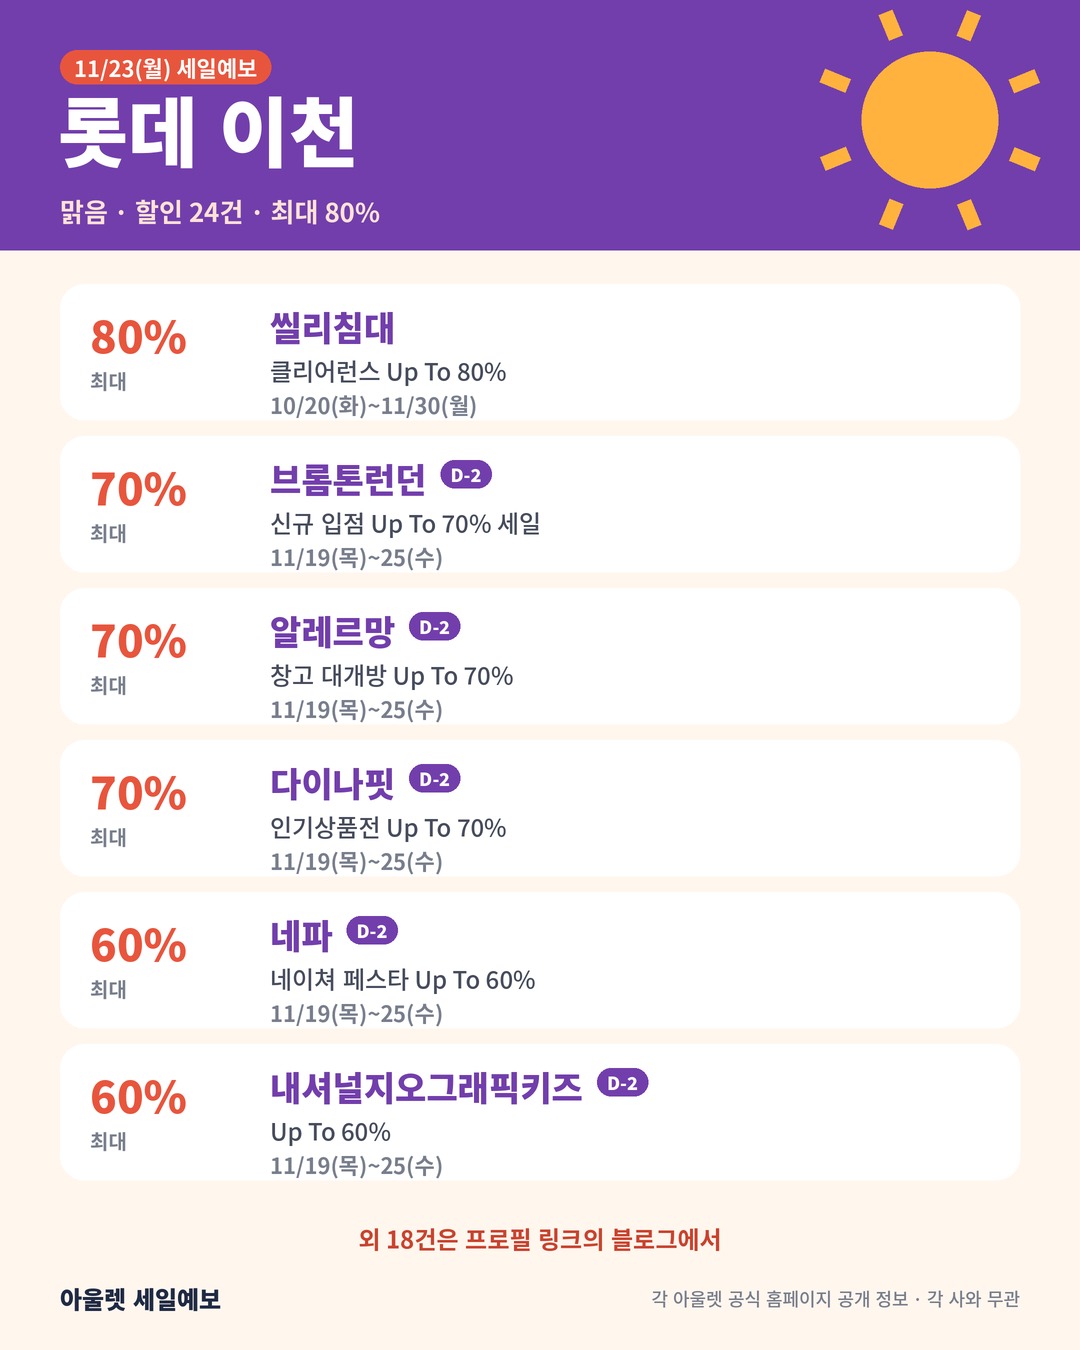 11/23(월) 세일예보
롯데 이천
맑음 · 할인 24건 · 최대 80%
80%
최대
씰리침대
클리어런스 Up To 80%
10/20(화)~11/30(월)
70%
최대
브롬톤런던 D-2
신규 입점 Up To 70% 세일
11/19(목)~25(수)
70%
최대
알레르망 D-2
창고 대개방 Up To 70%
11/19(목)~25(수)
70%
최대
다이나핏 D-2
인기상품전 Up To 70%
11/19(목)~25(수)
60%
최대
네파 D-2
네이쳐 페스타 Up To 60%
11/19(목)~25(수)
60%
최대
내셔널지오그래픽키즈 D-2
Up To 60%
11/19(목)~25(수)
외 18건은 프로필 링크의 블로그에서
아울렛 세일예보
각 아울렛 공식 홈페이지 공개 정보 · 각 사와 무관